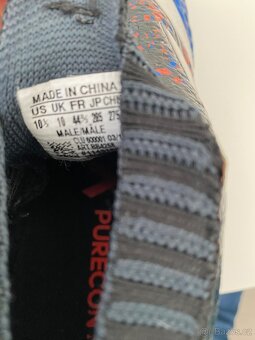 MADE IN CHINA
US UK FR JP CHN
10½ 10 44⅔ 285 275
MALE/MALE
PURECON